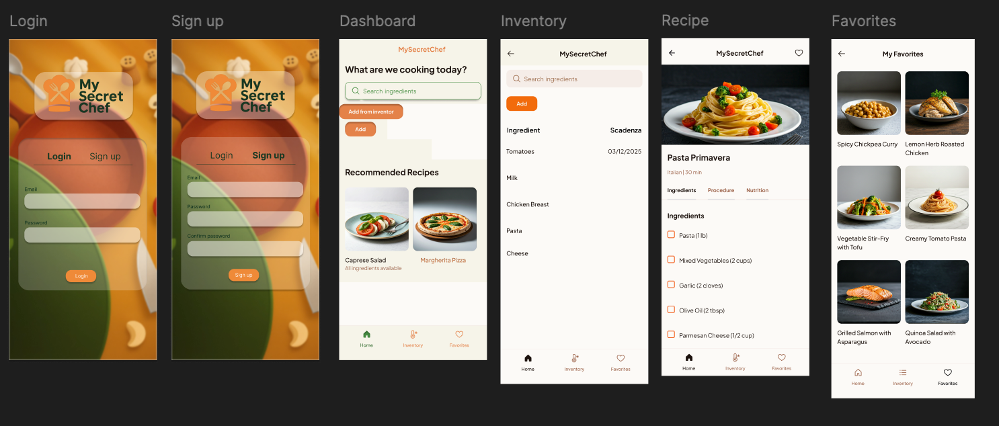 Login
My
Secret
Chef
Login Sign up
Email
Password
Login
Sign up
My
Secret
Chef
Login Sign up
Email
Password
Confirm password
Sign up
Dashboard
MySecretChef
What are we cooking today?
Search ingredients
Add from inventor
Add
Recommended Recipes
Caprese Salad
All ingredients available
Margherita Pizza
Home Inventory Favorites
Inventory
MySecretChef
Search ingredients
Add
Ingredient Scadenza
Tomatoes 03/12/2025
Milk
Chicken Breast
Pasta
Cheese
Home Inventory Favorites
Recipe
MySecretChef
Pasta Primavera
Italian | 30 min
Ingredients Procedure Nutrition
Ingredients
Pasta (1 lb)
Mixed Vegetables (2 cups)
Garlic (2 cloves)
Olive Oil (2 tbsp)
Parmesan Cheese (1/2 cup)
Home Inventory Favorites
Favorites
My Favorites
Spicy Chickpea Curry
Lemon Herb Roasted
Chicken
Vegetable Stir-Fry
with Tofu
Creamy Tomato Pasta
Grilled Salmon with
Asparagus
Quinoa Salad with
Avocado
Home Inventory Favorites